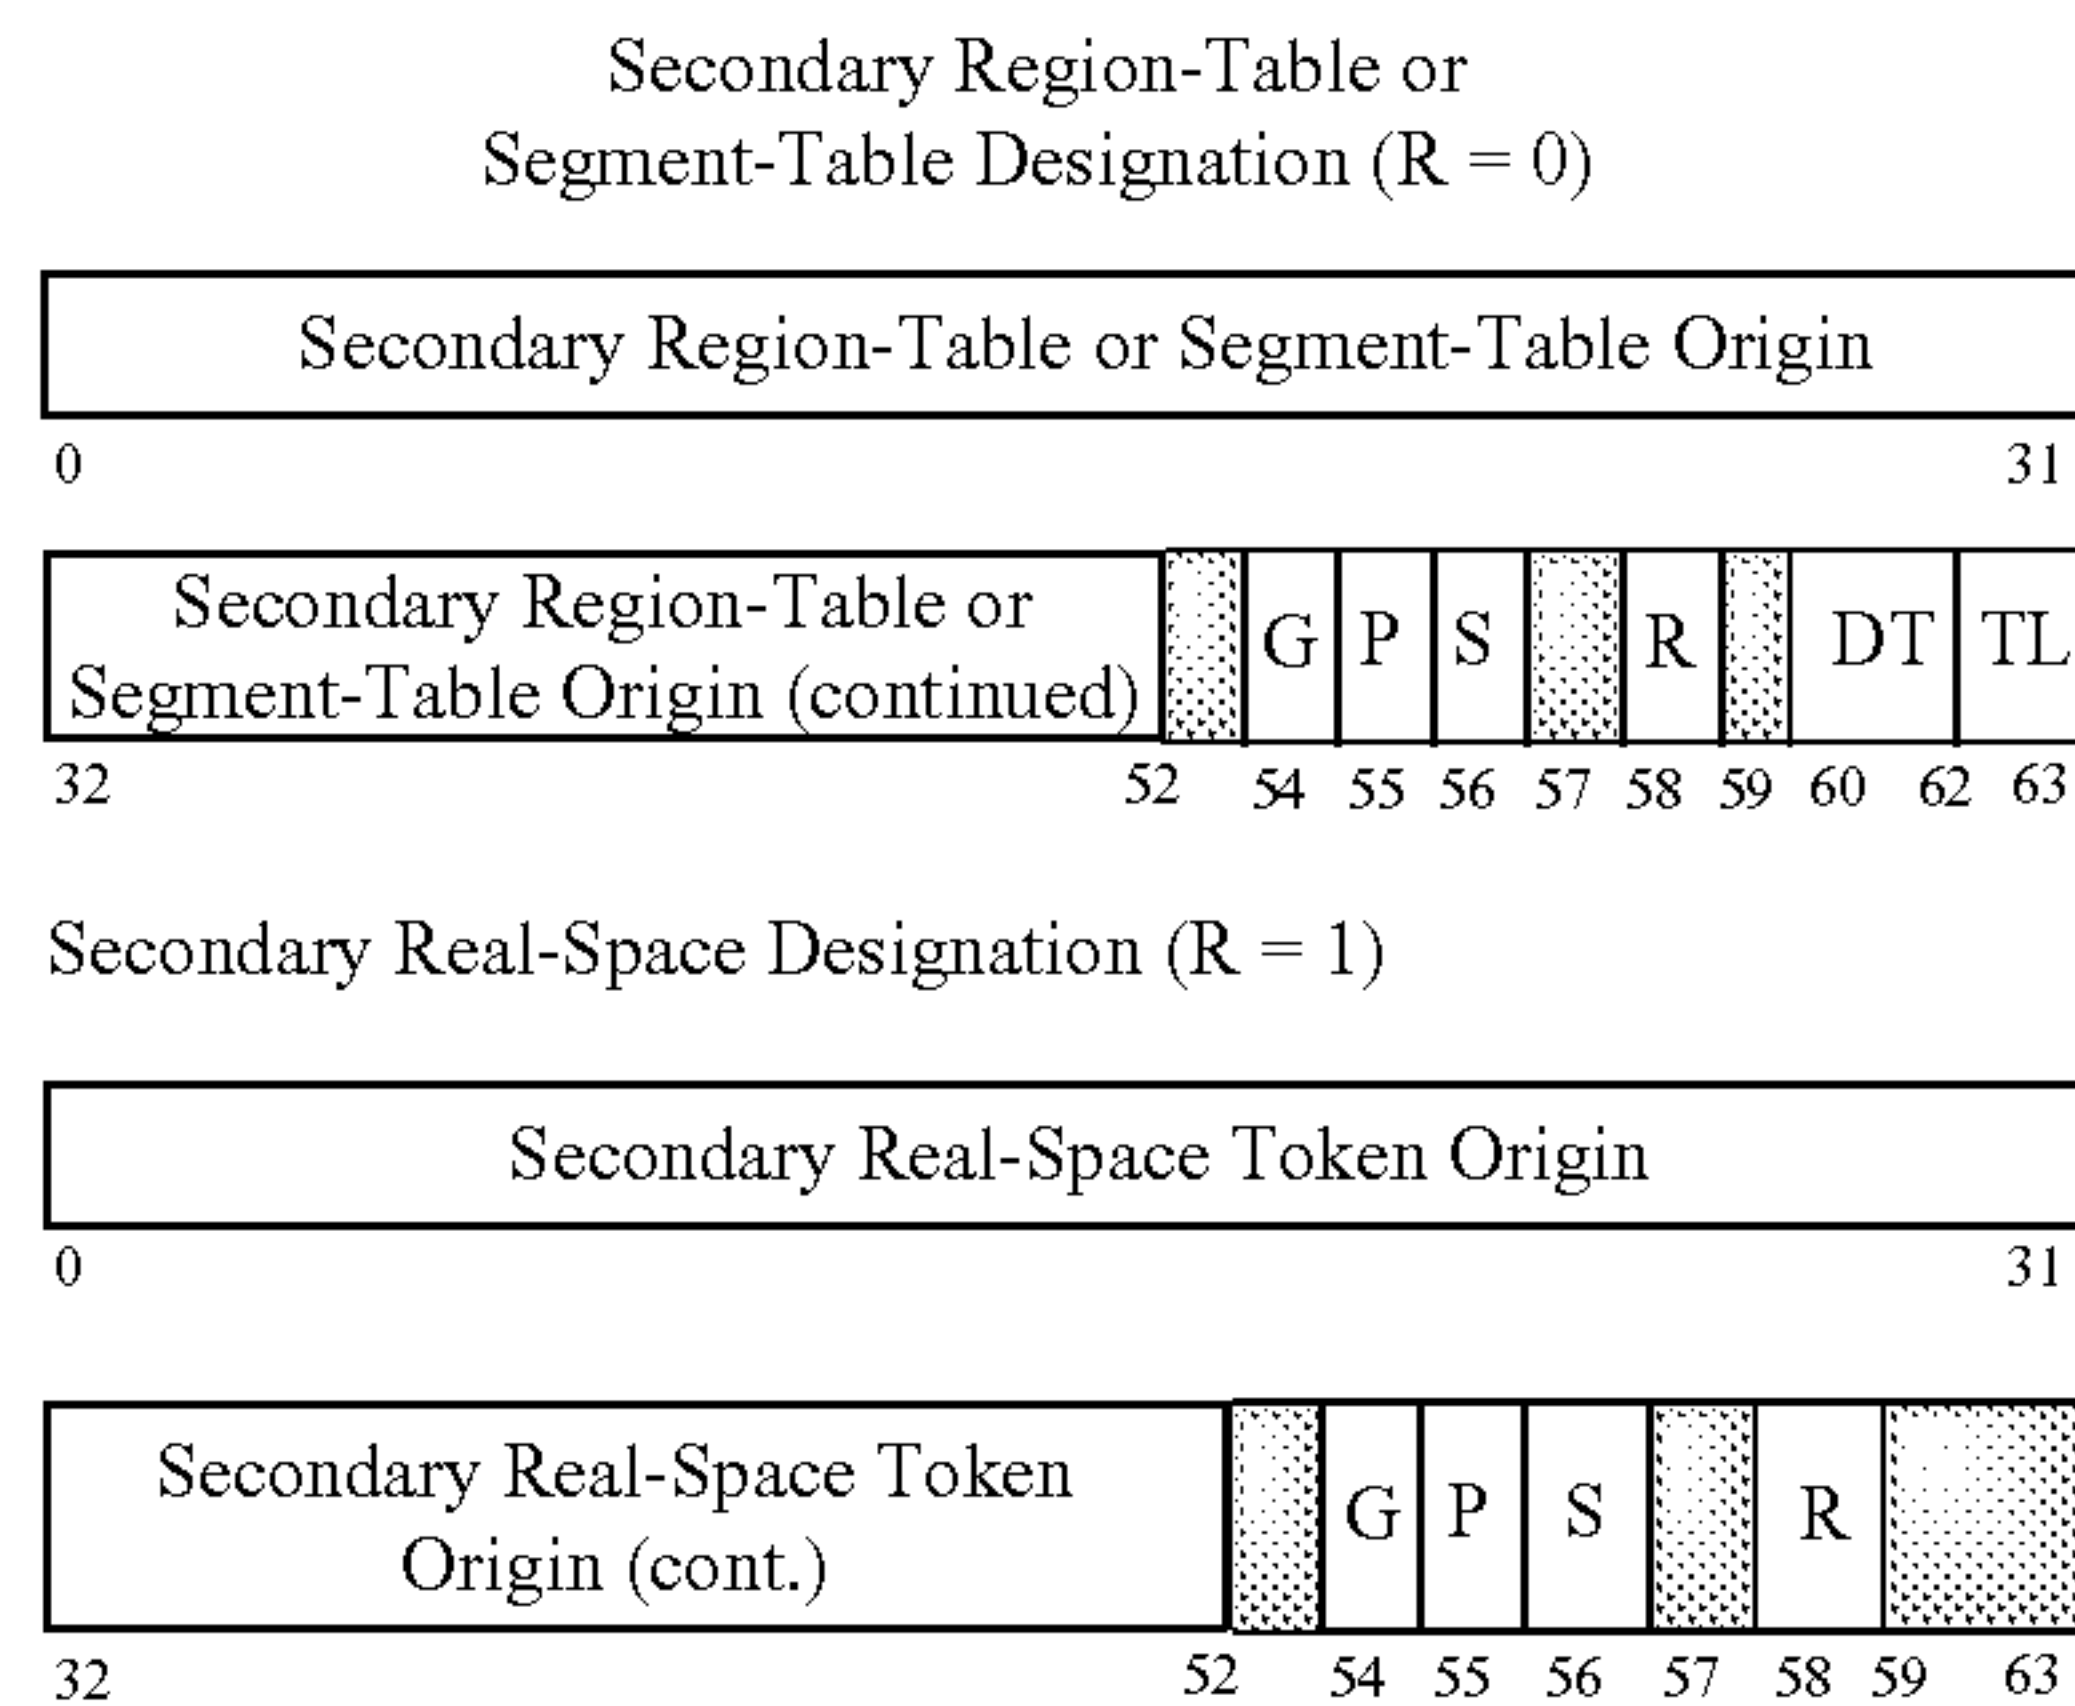 Secondary Region-Table or
Segment-Table Designation (R = 0)
Secondary Region-Table or Segment-Table Origin
0 31
Secondary Region-Table or
Segment-Table Origin (continued)
G P S R DT TL
32 52 54 55 56 57 58 59 60 62 63
Secondary Real-Space Designation (R = 1)
Secondary Real-Space Token Origin
0 31
Secondary Real-Space Token
Origin (cont.)
G P S R
32 52 54 55 56 57 58 59 63